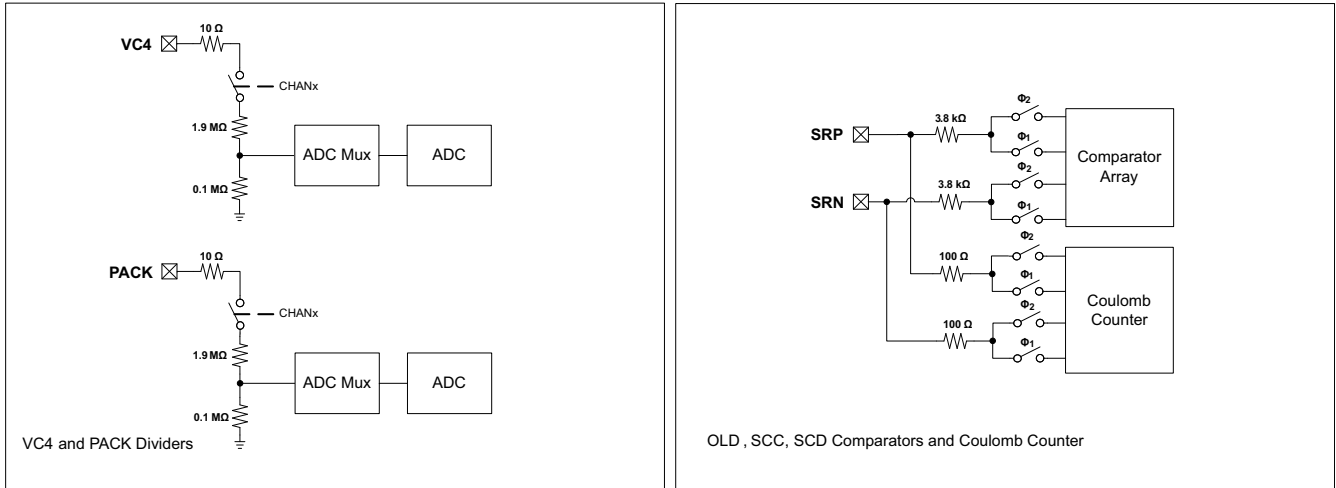 10 Ω
VC4
CHANx
1.9 MΩ
ADC Mux
ADC
0.1 MΩ
10 Ω
PACK
CHANx
1.9 MΩ
ADC Mux
ADC
0.1 MΩ
VC4 and PACK Dividers
Φ2
3.8 kΩ
SRP
Φ1
Comparator
Array
Φ2
3.8 kΩ
SRN
Φ1
Φ2
100 Ω
Φ1
Coulomb
Counter
Φ2
100 Ω
Φ1
OLD , SCC, SCD Comparators and Coulomb Counter